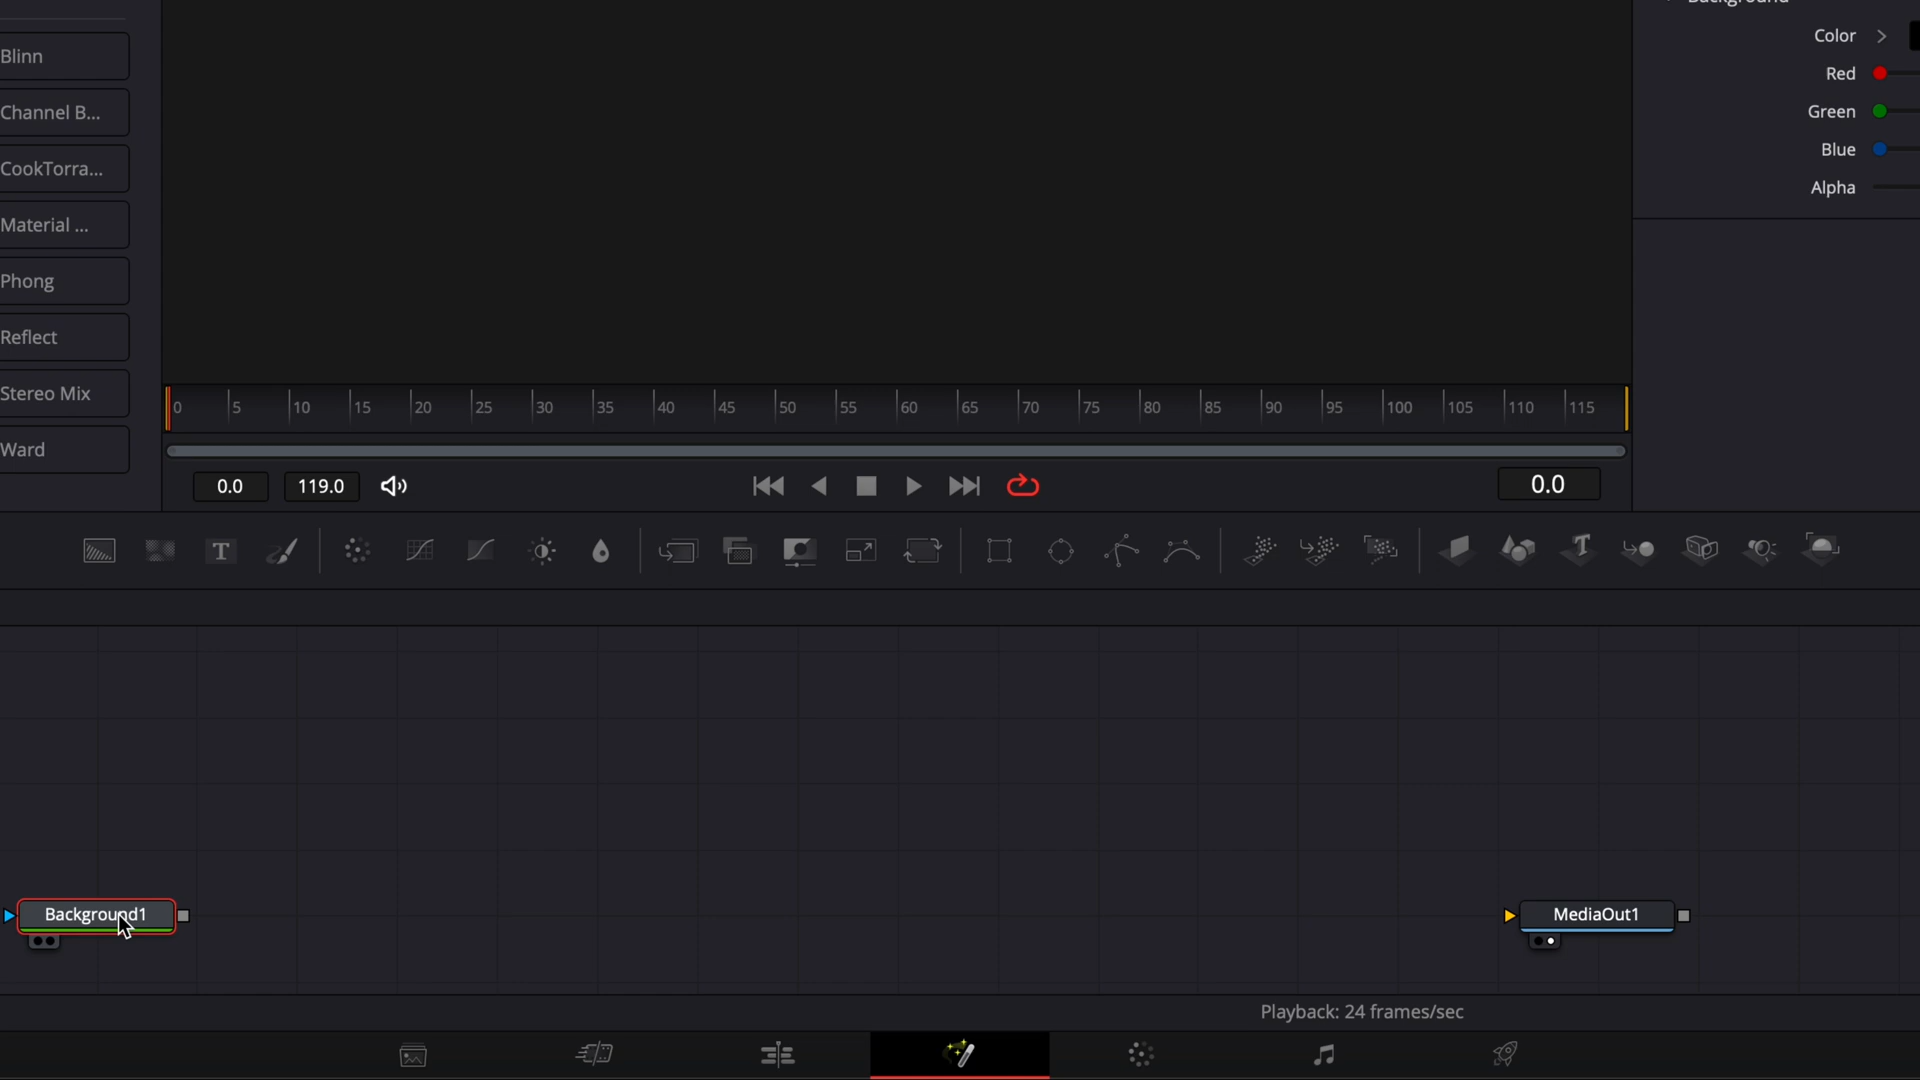 Background
Color
Blinn
Red
Channel B...
Green
Blue
CookTorra...
Alpha
Material ...
Phong
Reflect
Stereo Mix
0 5 10 15 20 25 30 35 40 45 50 55 60 65 70 75 80 85 90 95 100 105 110 115
Ward
0.0 119.0 0.0
T
T
Background1 MediaOut1
Playback: 24 frames/sec